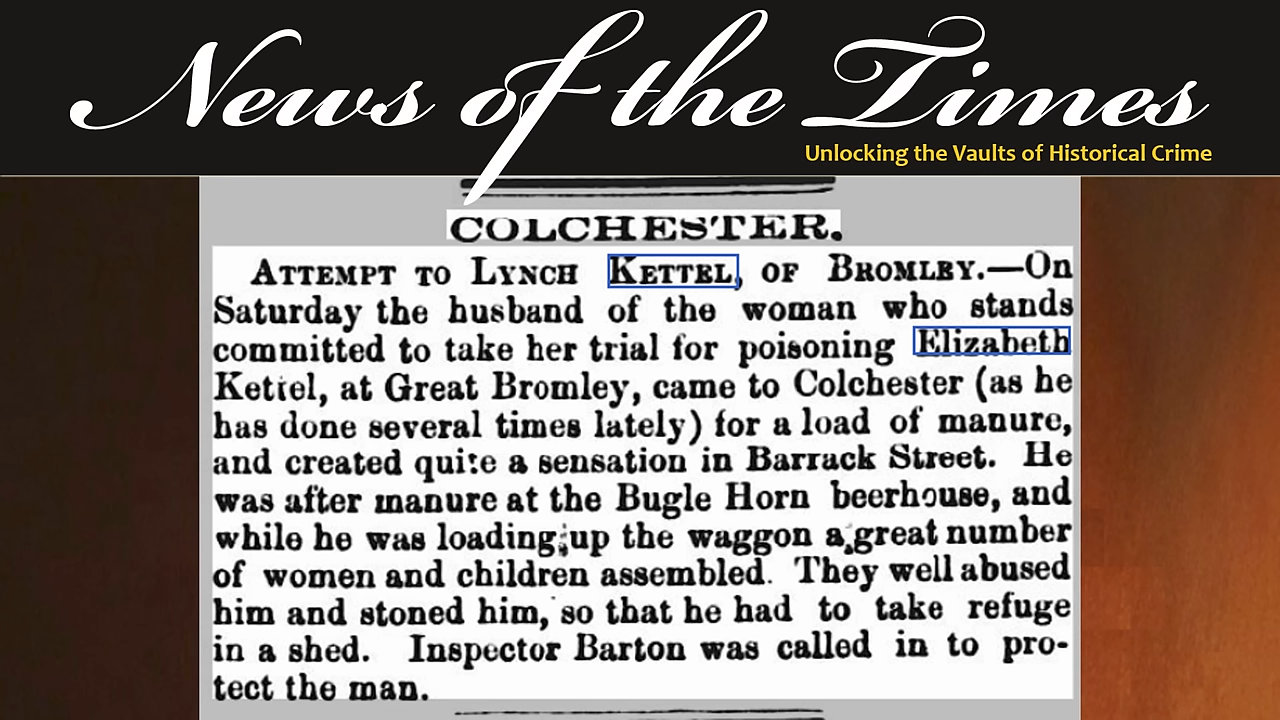 News of the Times
Unlocking the Vaults of Historical Crime
COLCHESTER.
ATTEMPT TO LYNCH KETTEL, OF BROMLEY.—On
Saturday the husband of the woman who stands
committed to take her trial for poisoning Elizabeth
Kettel, at Great Bromley, came to Colchester (as he
has done several times lately) for a load of manure,
and created quite a sensation in Barrack Street. He
was after manure at the Bugle Horn beerhouse, and
while he was loading up the waggon a great number
of women and children assembled. They well abused
him and stoned him, so that he had to take refuge
in a shed. Inspector Barton was called in to pro-
tect the man.